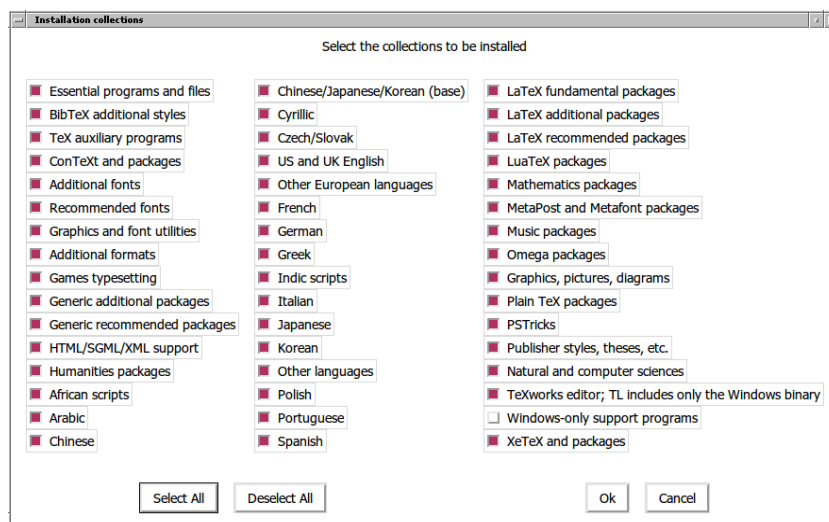 Installation collections
Select the collections to be installed
Essential programs and files
BibTeX additional styles
TeX auxiliary programs
ConTeXt and packages
Additional fonts
Recommended fonts
Graphics and font utilities
Additional formats
Games typesetting
Generic additional packages
Generic recommended packages
HTML/SGML/XML support
Humanities packages
African scripts
Arabic
Chinese
Chinese/Japanese/Korean (base)
Cyrillic
Czech/Slovak
US and UK English
Other European languages
French
German
Greek
Indic scripts
Italian
Japanese
Korean
Other languages
Polish
Portuguese
Spanish
LaTeX fundamental packages
LaTeX additional packages
LaTeX recommended packages
LuaTeX packages
Mathematics packages
MetaPost and Metafont packages
Music packages
Omega packages
Graphics, pictures, diagrams
Plain TeX packages
PSTricks
Publisher styles, theses, etc.
Natural and computer sciences
TeXworks editor; TL includes only the Windows binary
Windows-only support programs
XeTeX and packages
Select All
Deselect All
Ok
Cancel